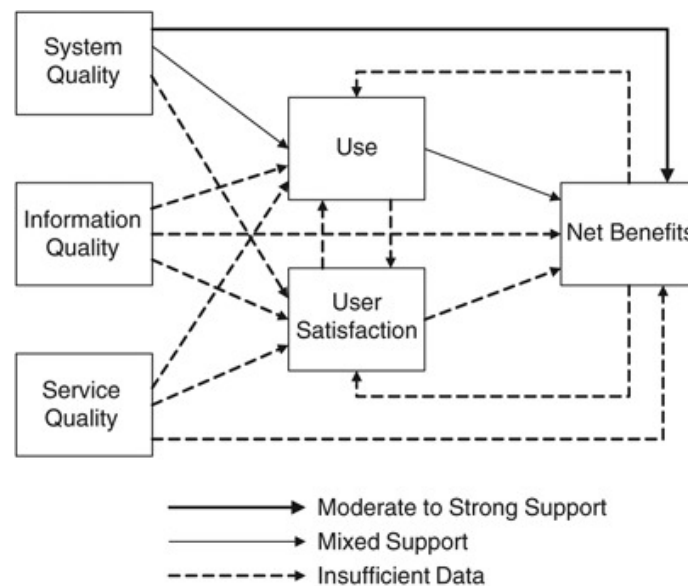 System
Quality
Use
Information
Quality
Net Benefits
User
Satisfaction
Service
Quality
Moderate to Strong Support
Mixed Support
Insufficient Data